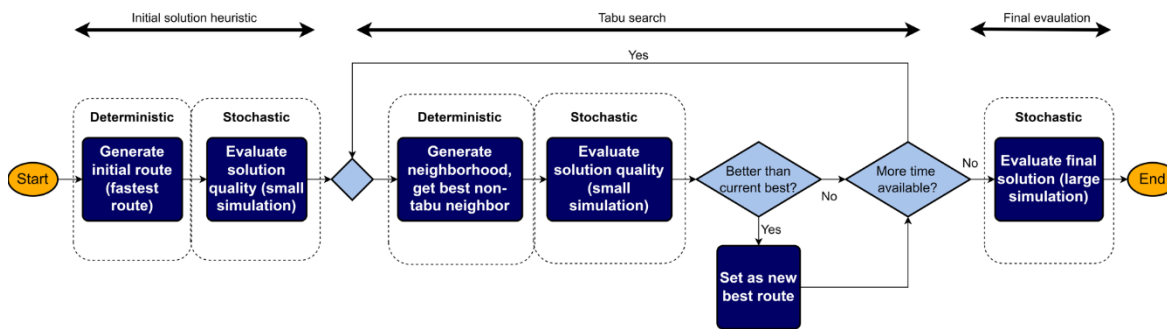 Initial solution heuristic
Tabu search
Final evaulation
Yes
Deterministic
Stochastic
Deterministic
Stochastic
Stochastic
Start
Generate
initial route
(fastest
route)
Evaluate
solution
quality (small
simulation)
Generate
neighborhood,
get best non-
tabu neighbor
Evaluate
solution quality
(small
simulation)
Better than
current best?
No
More time
available?
No
Evaluate final
solution (large
simulation)
End
Yes
Set as new
best route